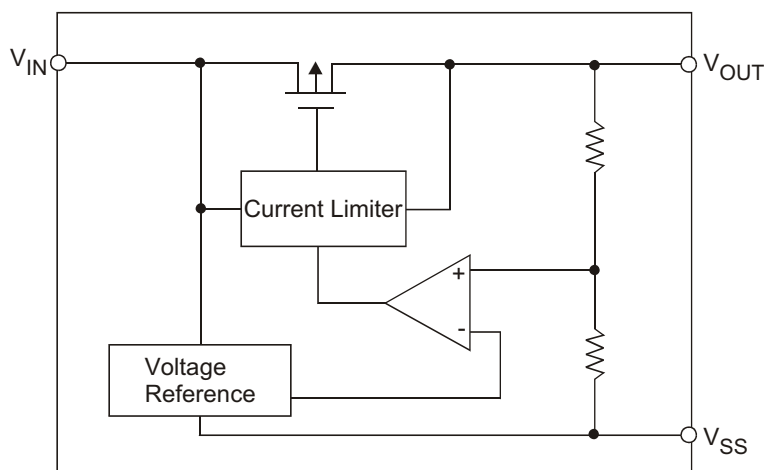 VIN
VOUT
Current Limiter
+
-
Voltage
Reference
VSS